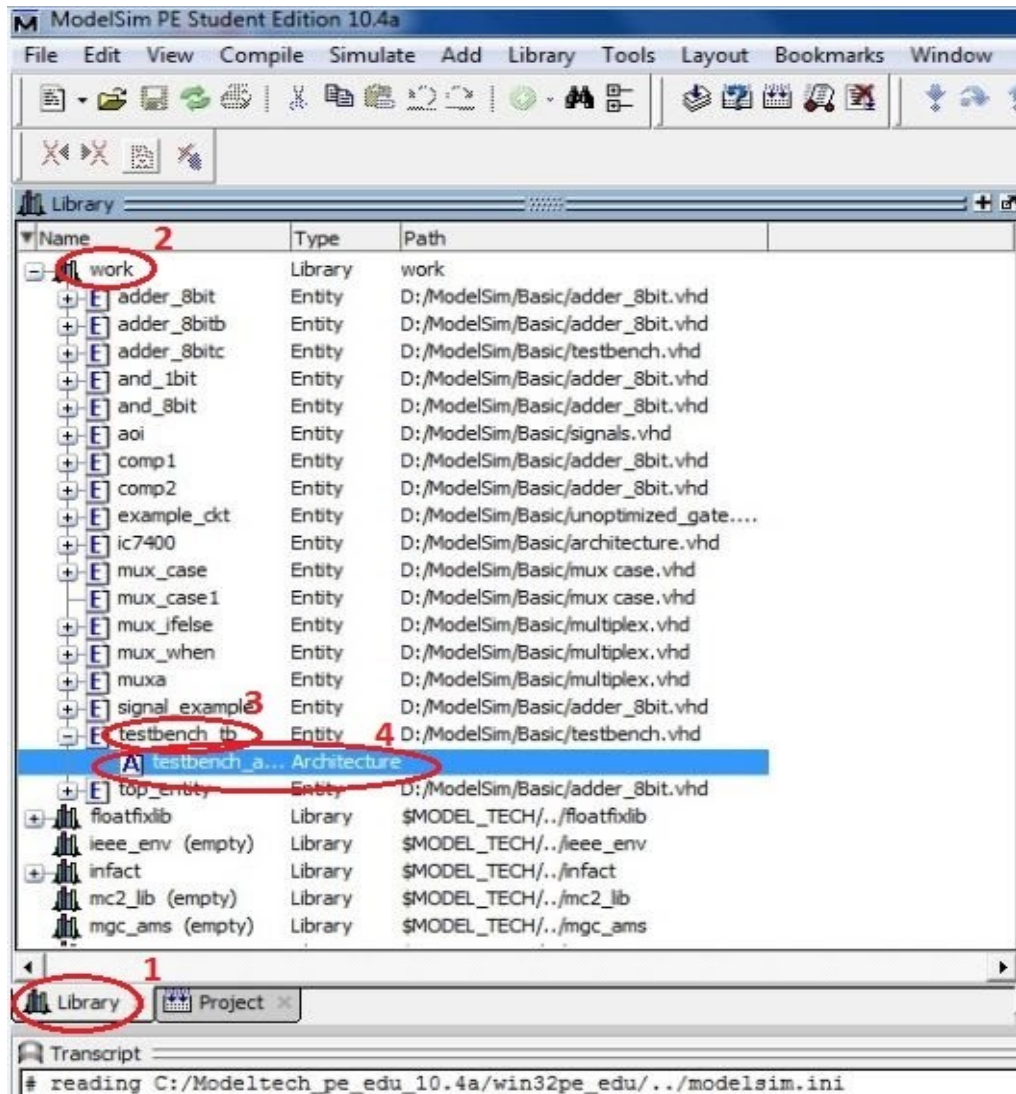 ModelSim PE Student Edition 10.4a
File Edit View Compile Simulate Add Library Tools Layout Bookmarks Window
Library
Name 2 Type Path
work Library work
E adder_8bit Entity D:/ModelSim/Basic/adder_8bit.vhd
E adder_8bitb Entity D:/ModelSim/Basic/adder_8bit.vhd
E adder_8bitc Entity D:/ModelSim/Basic/testbench.vhd
E and_1bit Entity D:/ModelSim/Basic/adder_8bit.vhd
E and_8bit Entity D:/ModelSim/Basic/adder_8bit.vhd
E aoi Entity D:/ModelSim/Basic/signals.vhd
E comp1 Entity D:/ModelSim/Basic/adder_8bit.vhd
E comp2 Entity D:/ModelSim/Basic/adder_8bit.vhd
E example_ckt Entity D:/ModelSim/Basic/unoptimized_gate....
E ic7400 Entity D:/ModelSim/Basic/architecture.vhd
E mux_case Entity D:/ModelSim/Basic/mux case.vhd
E mux_case1 Entity D:/ModelSim/Basic/mux case.vhd
E mux_ifelse Entity D:/ModelSim/Basic/multiplex.vhd
E mux_when Entity D:/ModelSim/Basic/multiplex.vhd
E muxa Entity D:/ModelSim/Basic/multiplex.vhd
E signal_example 3 Entity D:/ModelSim/Basic/adder_8bit.vhd
E testbench_tb Entity 4 D:/ModelSim/Basic/testbench.vhd
A testbench_a... Architecture
E top_entity Entity D:/ModelSim/Basic/adder_8bit.vhd
floatfixlib Library $MODEL_TECH/../floatfixlib
ieee_env (empty) Library $MODEL_TECH/../ieee_env
infact Library $MODEL_TECH/../infact
mc2_lib (empty) Library $MODEL_TECH/../mc2_lib
mgc_ams (empty) Library $MODEL_TECH/../mgc_ams
1
Library Project
Transcript
# reading C:/Modeltech_pe_edu_10.4a/win32pe_edu/../modelsim.ini